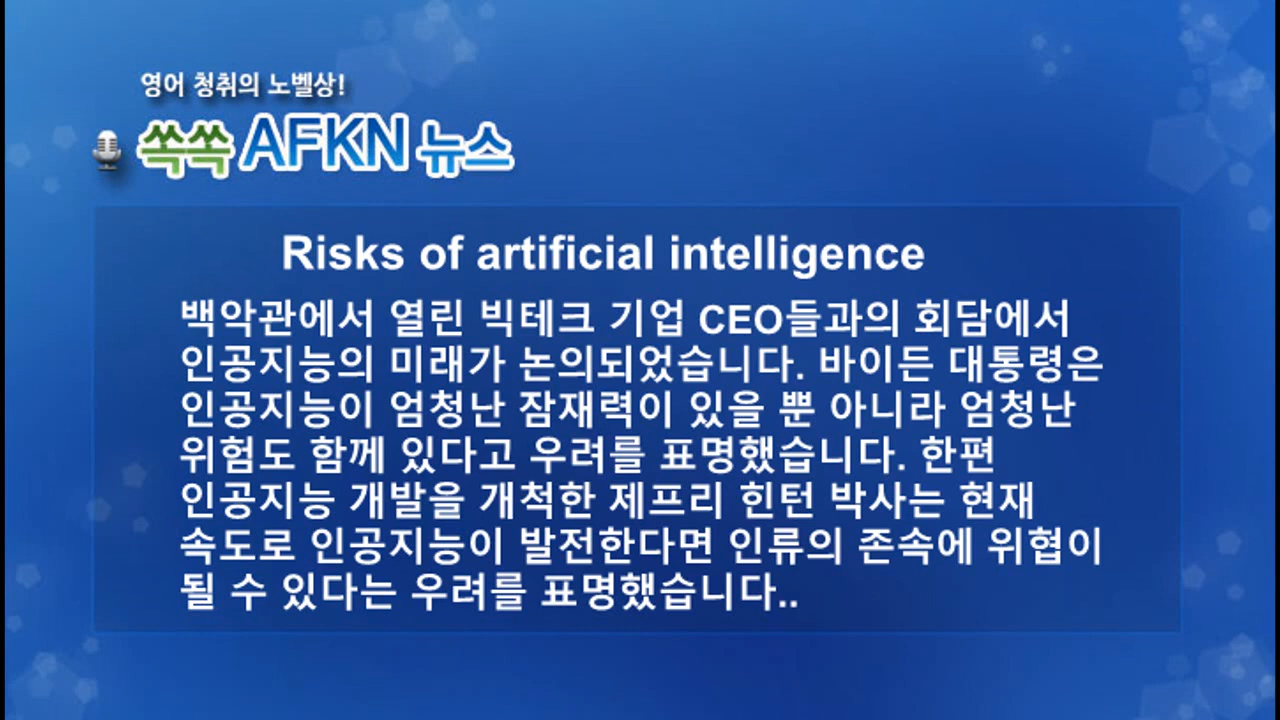 영어 청취의 노벨상!
쏙쏙 AFKN 뉴스
Risks of artificial intelligence
백악관에서 열린 빅테크 기업 CEO들과의 회담에서
인공지능의 미래가 논의되었습니다. 바이든 대통령은
인공지능이 엄청난 잠재력이 있을 뿐 아니라 엄청난
위험도 함께 있다고 우려를 표명했습니다. 한편
인공지능 개발을 개척한 제프리 힌턴 박사는 현재
속도로 인공지능이 발전한다면 인류의 존속에 위협이
될 수 있다는 우려를 표명했습니다..